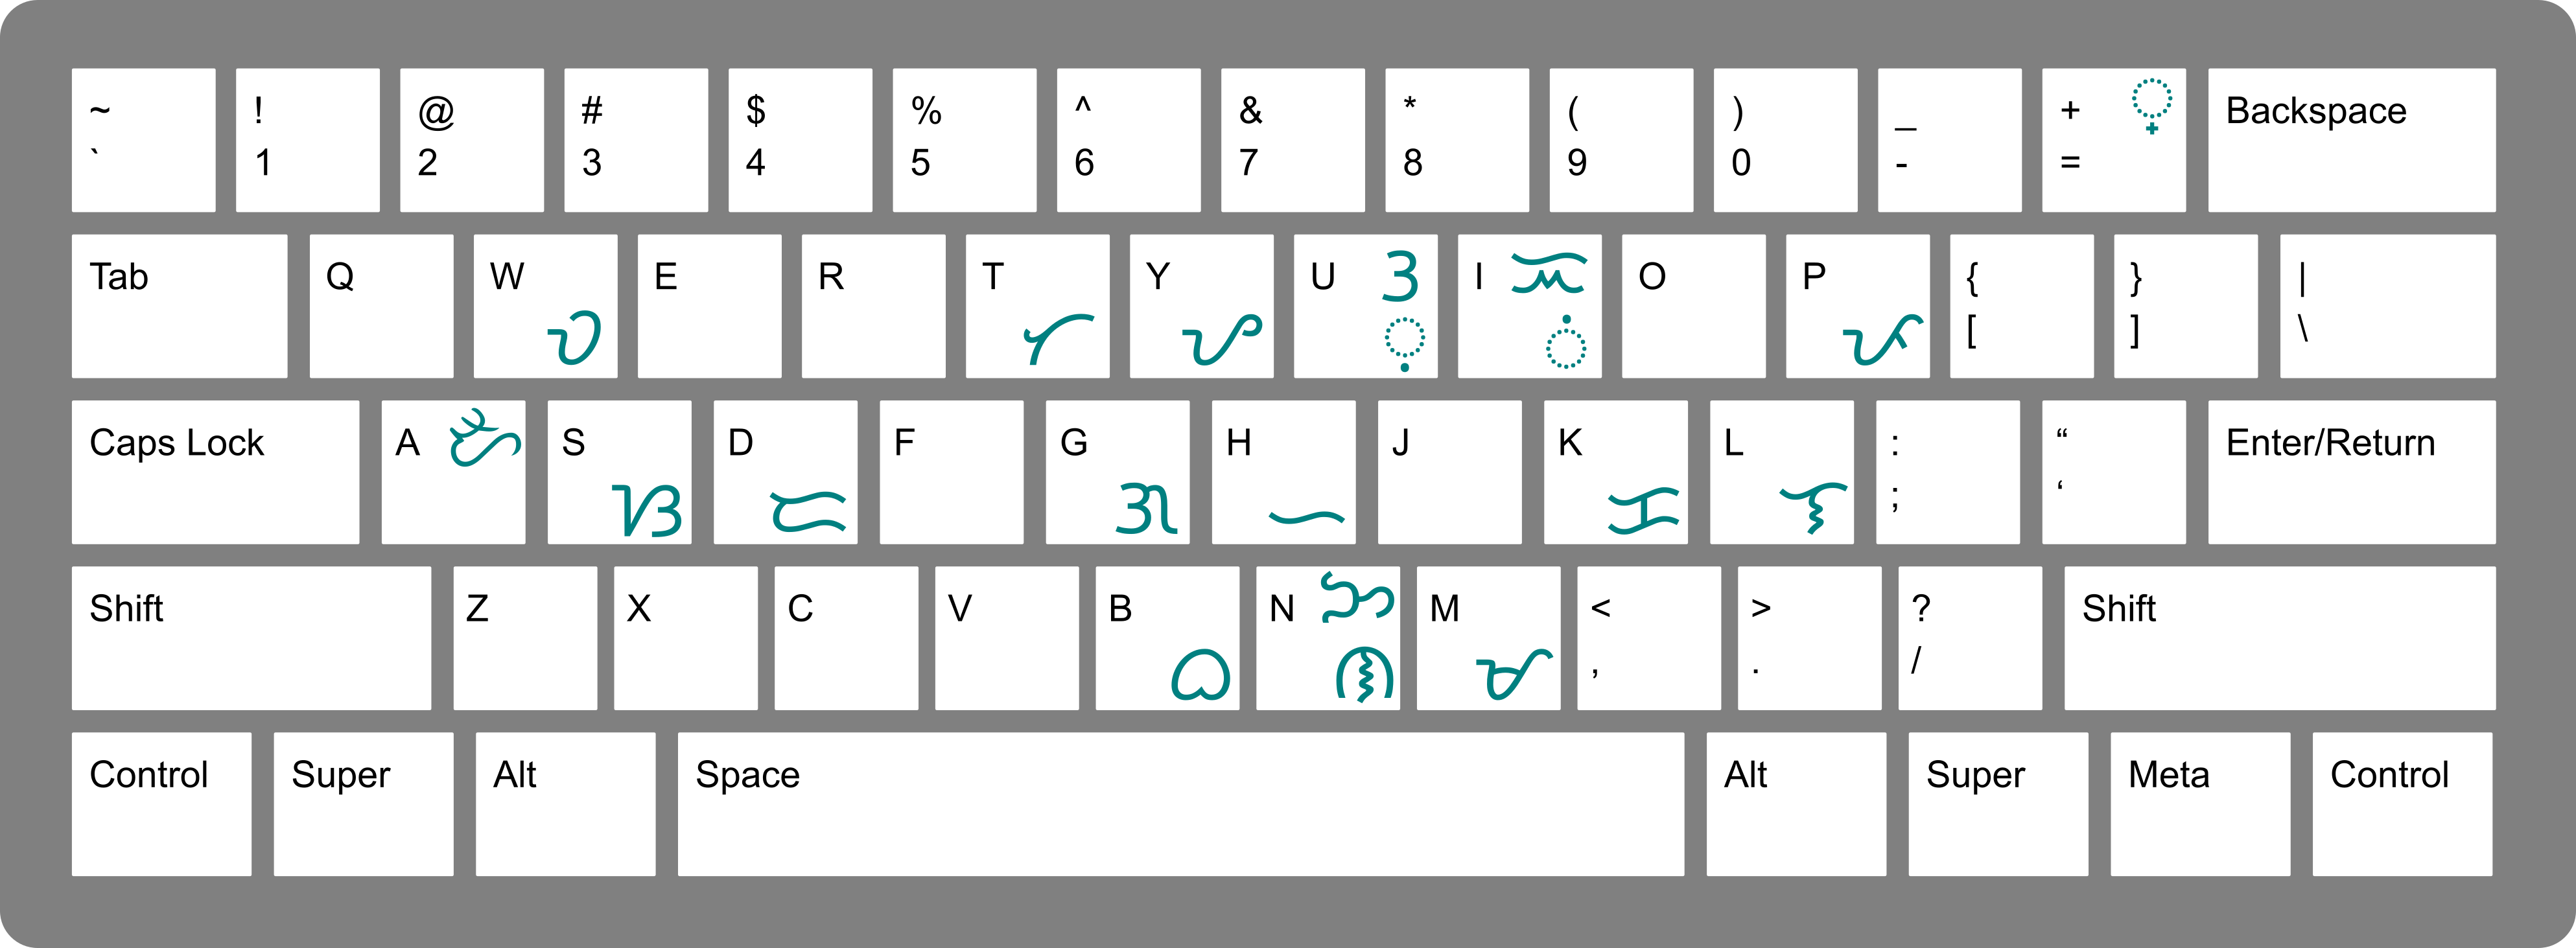 ~ ` ! 1 @ 2 # 3 $ 4 % 5 ^ 6 & 7 * 8 ( 9 ) 0 _ - + = ◌᜔ Backspace
Tab Q W ᜏ E R T ᜆ Y ᜌ U ᜂ ◌ᜓ I ᜁ ◌ᜒ O P ᜉ { [ } ] | \
Caps Lock A ᜀ S ᜐ D ᜇ F G ᜄ H ᜑ J K ᜃ L ᜎ : ; “ ‘ Enter/Return
Shift Z X C V B ᜊ N ᜅ ᜈ M ᜋ < , > . ? / Shift
Control Super Alt Space Alt Super Meta Control